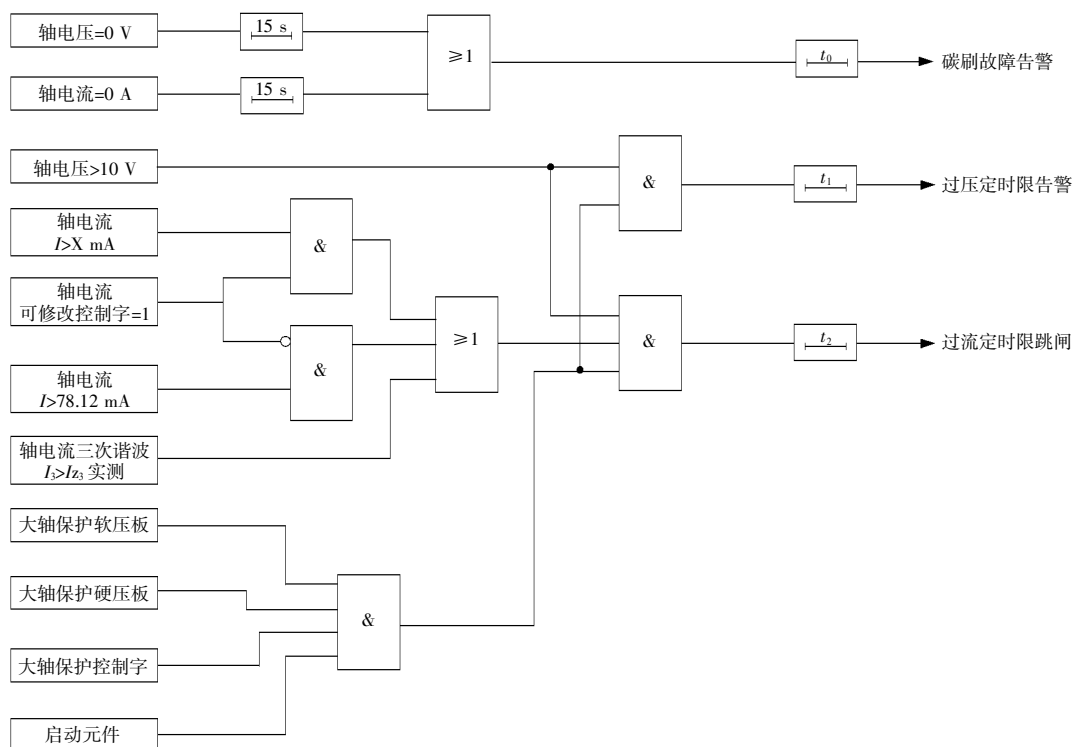 轴电压=0 V
15 s
≥1
t0
碳刷故障告警
轴电流=0 A
15 s
轴电压>10 V
&
t1
过压定时限告警
轴电流
I>X mA
&
轴电流
可修改控制字=1
≥1
&
t2
过流定时限跳闸
&
轴电流
I>78.12 mA
轴电流三次谐波
I3>Iz3 实测
大轴保护软压板
大轴保护硬压板
&
大轴保护控制字
启动元件